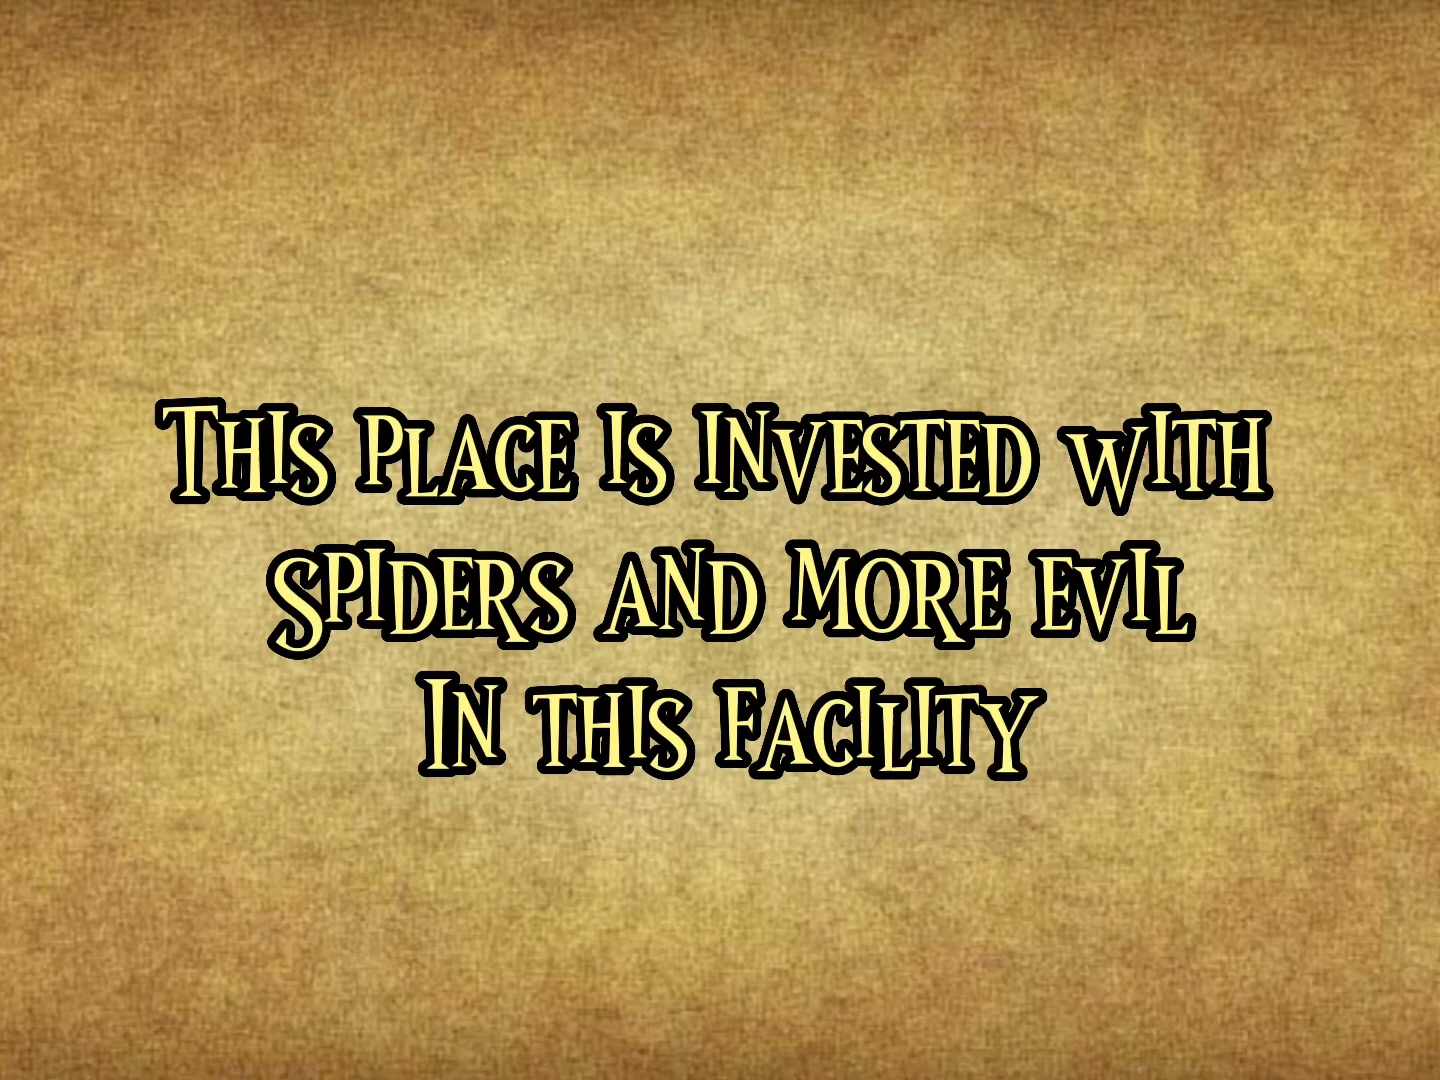 This place is invested with
Spiders and more evil
In this facility